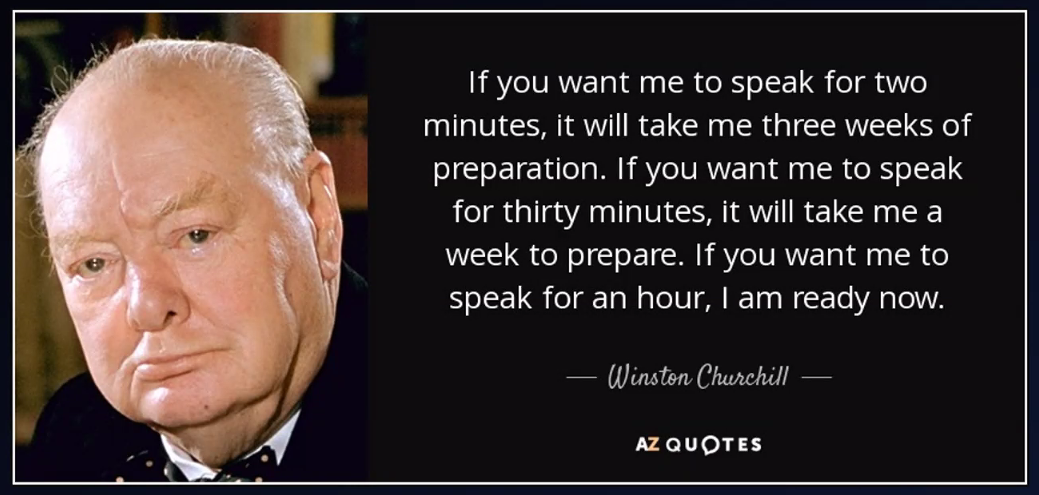 If you want me to speak for two
minutes, it will take me three weeks of
preparation. If you want me to speak
for thirty minutes, it will take me a
week to prepare. If you want me to
speak for an hour, I am ready now.
Winston Churchill
AZ QUOTES